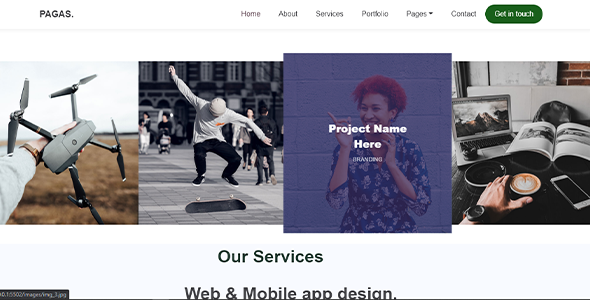 PAGAS.
Home About Services Portfolio Pages Contact Get in touch
Project Name
Here
BRANDING
Our Services
Web & Mobile app design,
0.1:5502/images/img_3.jpg